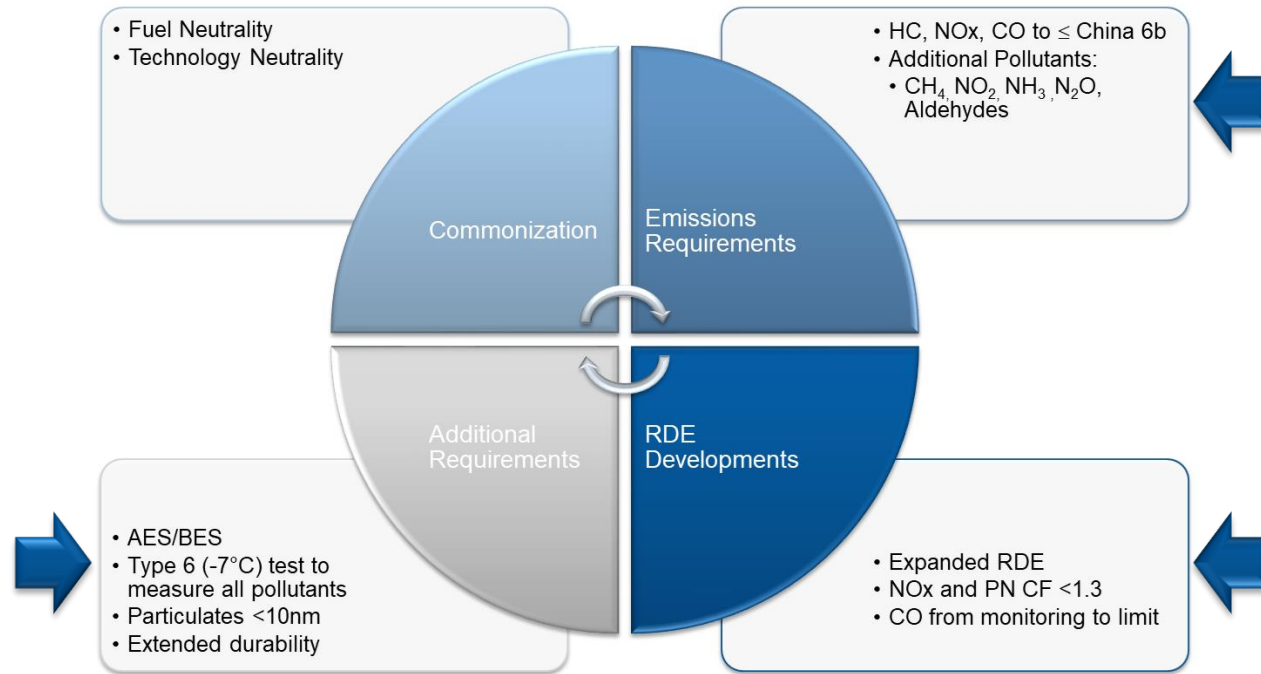 • Fuel Neutrality
• Technology Neutrality
• HC, NOx, CO to ≤ China 6b
• Additional Pollutants:
• CH₄, NO₂, NH₃ ,N₂O,
Aldehydes
Commonization
Emissions
Requirements
Additional
Requirements
RDE
Developments
• AES/BES
• Type 6 (-7°C) test to
measure all pollutants
• Particulates <10nm
• Extended durability
• Expanded RDE
• NOx and PN CF <1.3
• CO from monitoring to limit